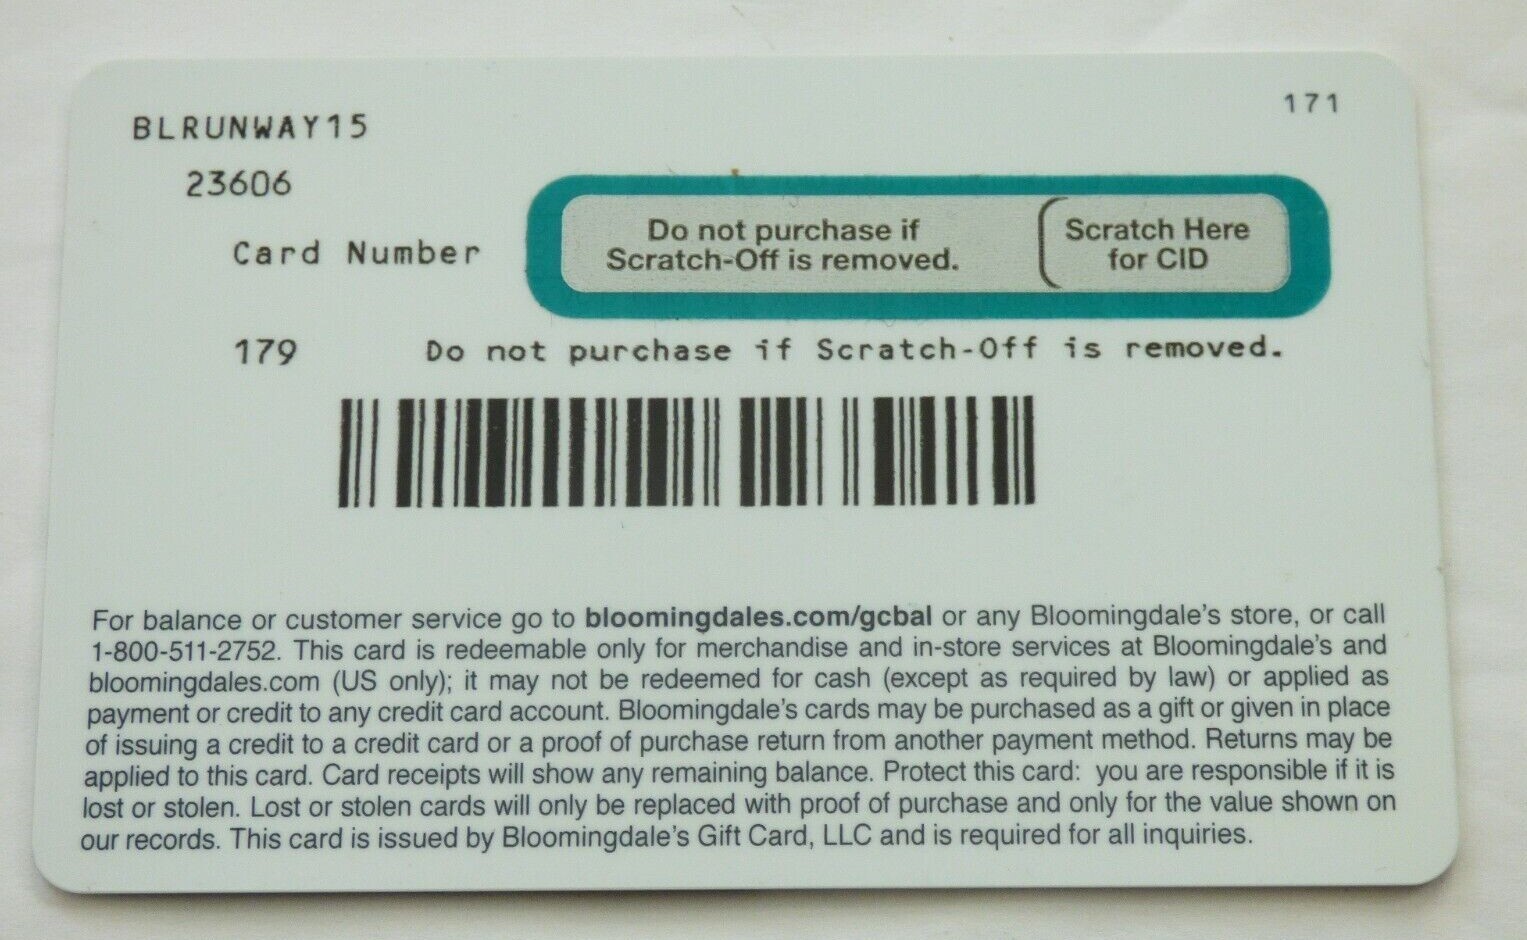 BLRUNWAY15
171
23606
Card Number
Do not purchase if
Scratch-Off is removed.
Scratch Here
for CID
179 Do not purchase if Scratch-Off is removed.
For balance or customer service go to bloomingdales.com/gcbal or any Bloomingdale's store, or call
1-800-511-2752. This card is redeemable only for merchandise and in-store services at Bloomingdale's and
bloomingdales.com (US only); it may not be redeemed for cash (except as required by law) or applied as
payment or credit to any credit card account. Bloomingdale's cards may be purchased as a gift or given in place
of issuing a credit to a credit card or a proof of purchase return from another payment method. Returns may be
applied to this card. Card receipts will show any remaining balance. Protect this card: you are responsible if it is
lost or stolen. Lost or stolen cards will only be replaced with proof of purchase and only for the value shown on
our records. This card is issued by Bloomingdale's Gift Card, LLC and is required for all inquiries.